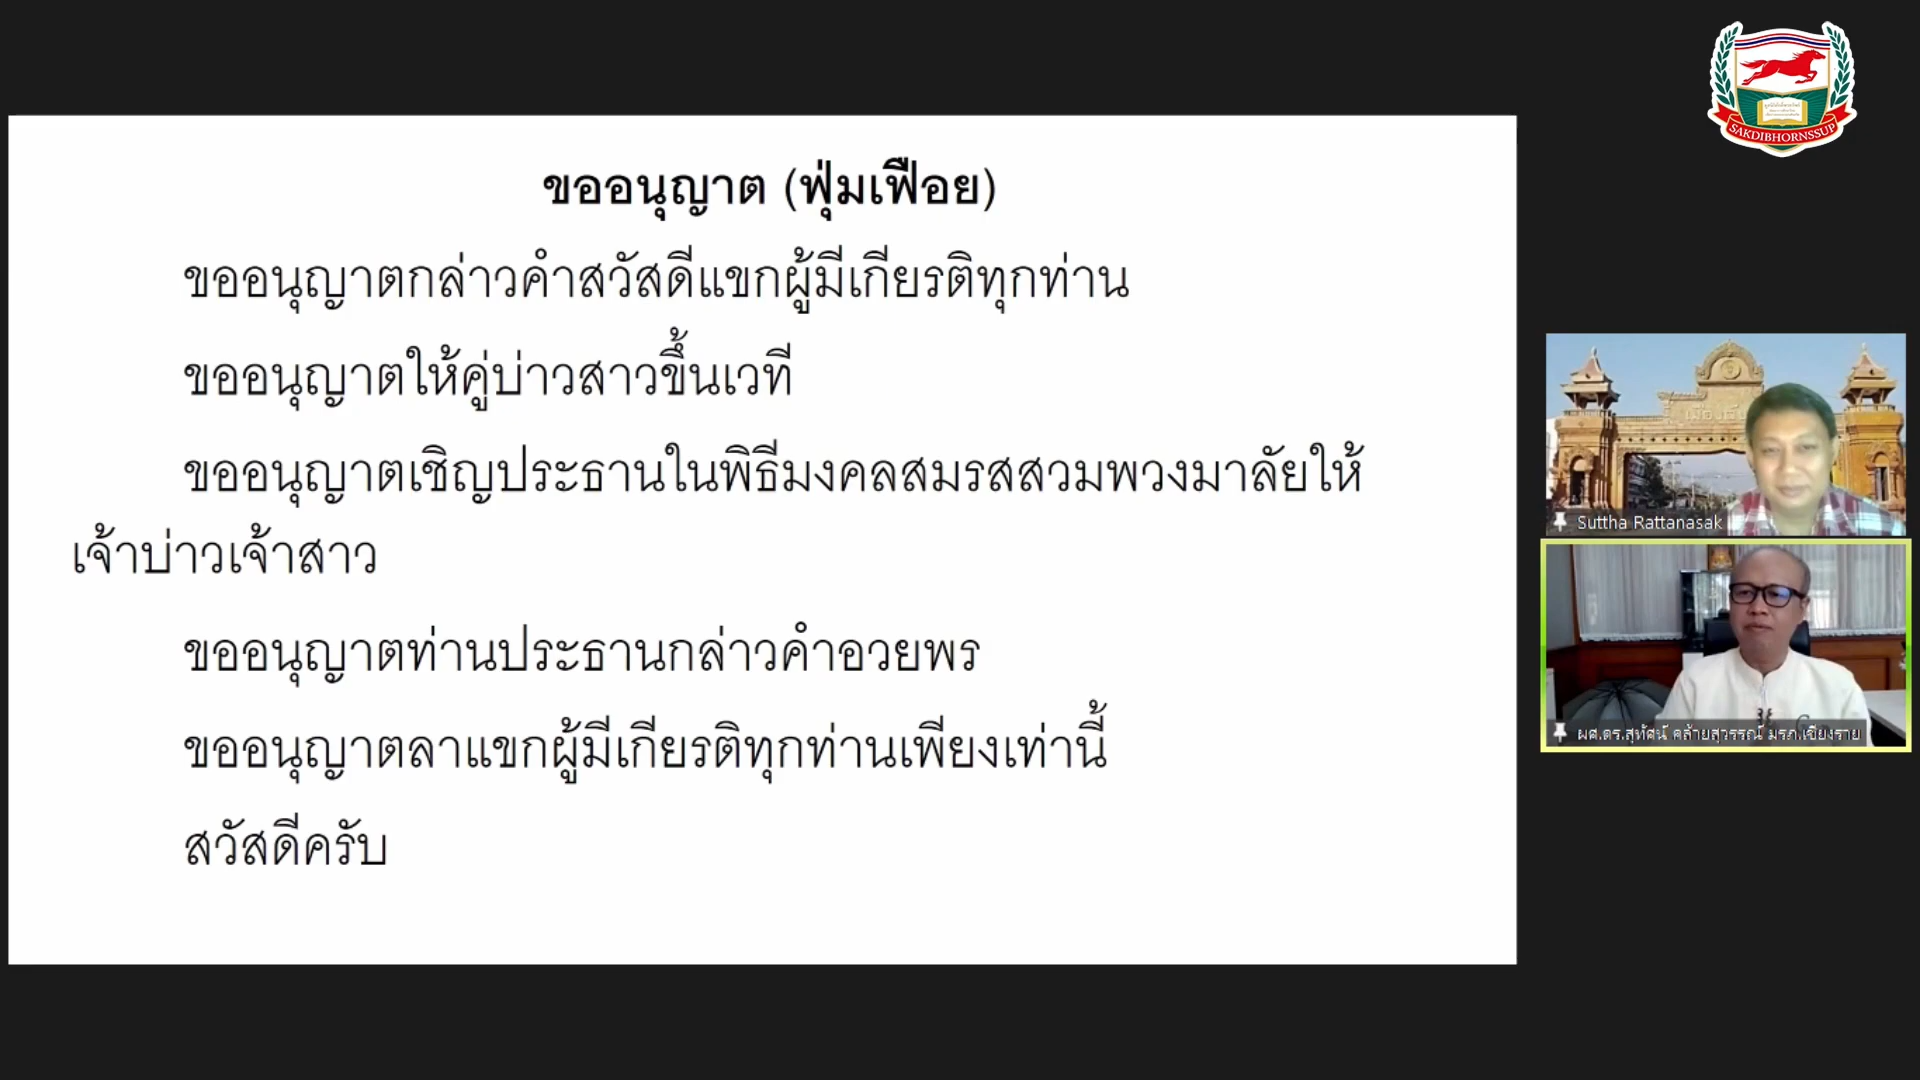 ขออนุญาต (ฟุ่มเฟือย)
ขออนุญาตกล่าวคำสวัสดีแขกผู้มีเกียรติทุกท่าน
ขออนุญาตให้คู่บ่าวสาวขึ้นเวที
ขออนุญาตเชิญประธานในพิธีมงคลสมรสสวมพวงมาลัยให้
เจ้าบ่าวเจ้าสาว
ขออนุญาตท่านประธานกล่าวคำอวยพร
ขออนุญาตลาแขกผู้มีเกียรติทุกท่านเพียงเท่านี้
สวัสดีครับ
SAKDIBHORNSSUP
Suttha Rattanasak
ผศ.ดร.สุทัศน์ คล้ายสุวรรณ์ มรภ.เชียงราย